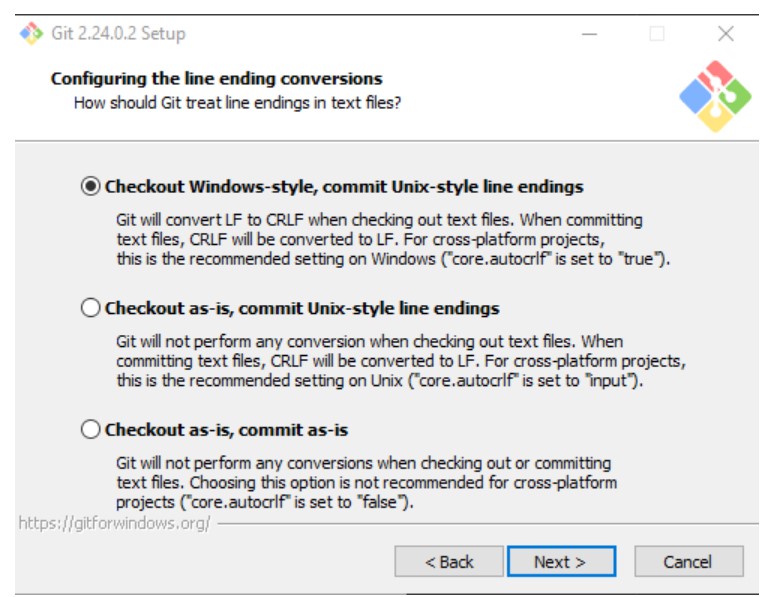 Git 2.24.0.2 Setup
Configuring the line ending conversions
How should Git treat line endings in text files?
Checkout Windows-style, commit Unix-style line endings
Git will convert LF to CRLF when checking out text files. When committing
text files, CRLF will be converted to LF. For cross-platform projects,
this is the recommended setting on Windows ("core.autocrlf" is set to "true").
Checkout as-is, commit Unix-style line endings
Git will not perform any conversion when checking out text files. When
committing text files, CRLF will be converted to LF. For cross-platform projects,
this is the recommended setting on Unix ("core.autocrlf" is set to "input").
Checkout as-is, commit as-is
Git will not perform any conversions when checking out or committing
text files. Choosing this option is not recommended for cross-platform
projects ("core.autocrlf" is set to "false").
https://gitforwindows.org/
< Back
Next >
Cancel